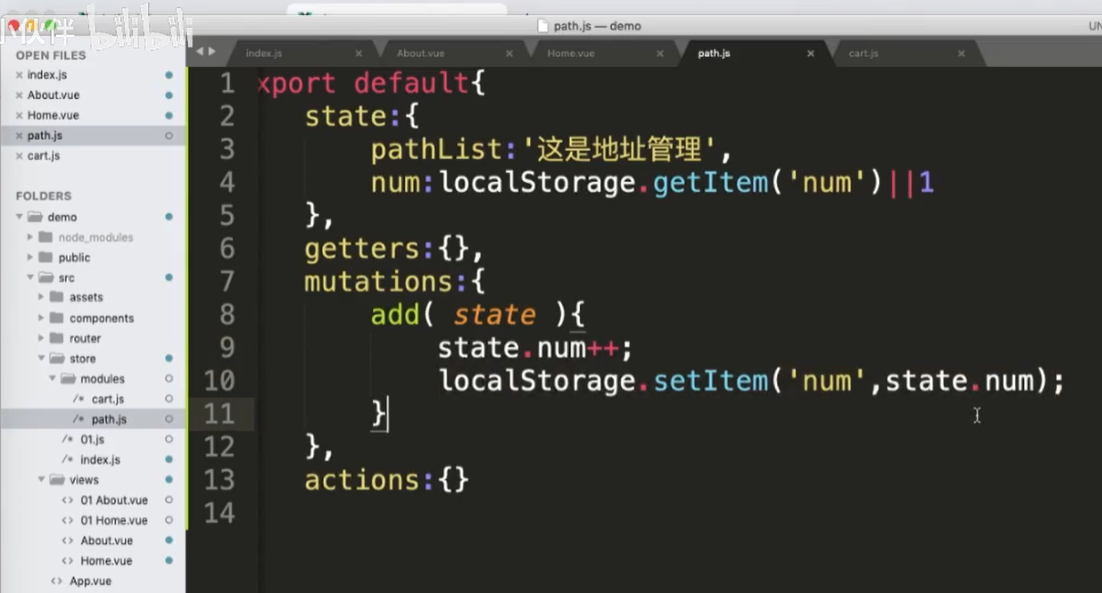 小伙伴 bilibili
path.js — demo
UN
OPEN FILES
index.js
About.vue
Home.vue
path.js
cart.js
FOLDERS
demo
node_modules
public
src
assets
components
router
store
modules
/* cart.js
/* path.js
/* 01.js
/* index.js
views
<> 01 About.vue
<> 01 Home.vue
<> About.vue
<> Home.vue
<> App.vue
index.js
About.vue
Home.vue
path.js
cart.js
1 xport default{
2 state:{
3 pathList:'这是地址管理',
4 num:localStorage.getItem('num')||1
5 },
6 getters:{},
7 mutations:{
8 add( state ){
9 state.num++;
10 localStorage.setItem('num',state.num);
11 }
12 },
13 actions:{}
14